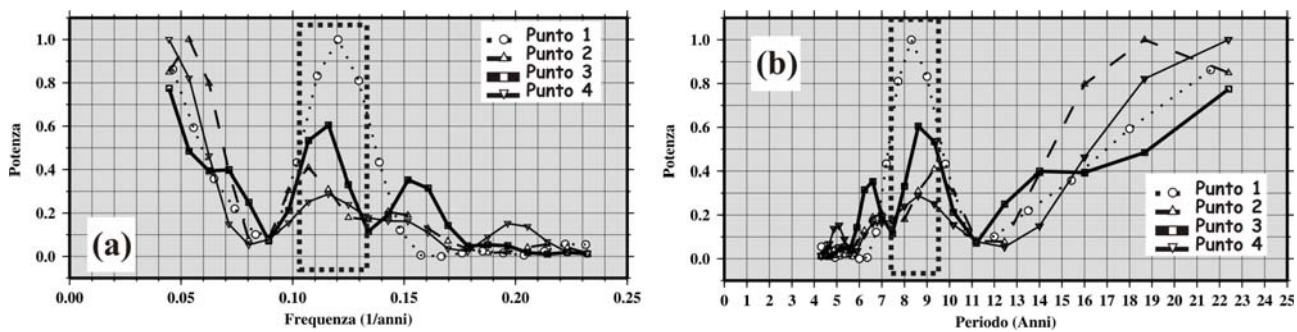 Potenza
1.0
0.8
0.6
0.4
0.2
0.0
Punto 1
Punto 2
Punto 3
Punto 4
(a)
0.00 0.05 0.10 0.15 0.20 0.25
Frequenza (1/anni)
Potenza
1.0
0.8
0.6
0.4
0.2
0.0
(b)
Punto 1
Punto 2
Punto 3
Punto 4
0 1 2 3 4 5 6 7 8 9 10 11 12 13 14 15 16 17 18 19 20 21 22 23 24 25
Periodo (Anni)